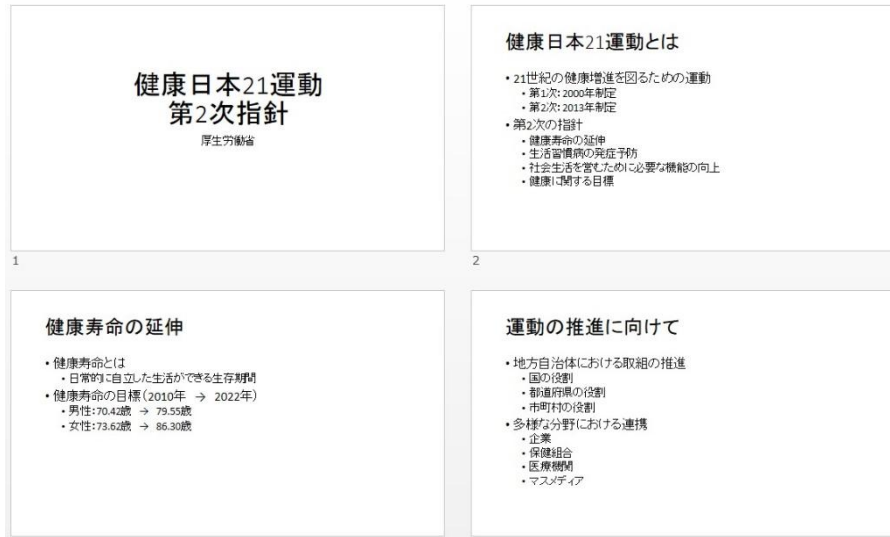 健康日本21運動
第2次指針
厚生労働省
1
健康日本21運動とは
・21世紀の健康増進を図るための運動
・第1次:2000年制定
・第2次:2013年制定
・第2次の指針
・健康寿命の延伸
・生活習慣病の発症予防
・社会生活を営むために必要な機能の向上
・健康に関する目標
2
健康寿命の延伸
・健康寿命とは
・日常的に自立した生活ができる生存期間
・健康寿命の目標(2010年 → 2022年)
・男性:70.42歳 → 79.55歳
・女性:73.62歳 → 86.30歳
運動の推進に向けて
・地方自治体における取組の推進
・国の役割
・都道府県の役割
・市町村の役割
・多様な分野における連携
・企業
・保健組合
・医療機関
・マスメディア